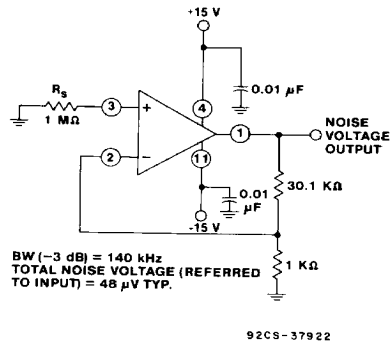 +15 V
0.01 µF
Rs
1 MΩ
3
+
4
1
NOISE
VOLTAGE
OUTPUT
2
−
11
0.01
µF
30.1 KΩ
-15 V
1 KΩ
BW (−3 dB) = 140 kHz
TOTAL NOISE VOLTAGE (REFERRED
TO INPUT) = 48 µV TYP.
92CS-37922